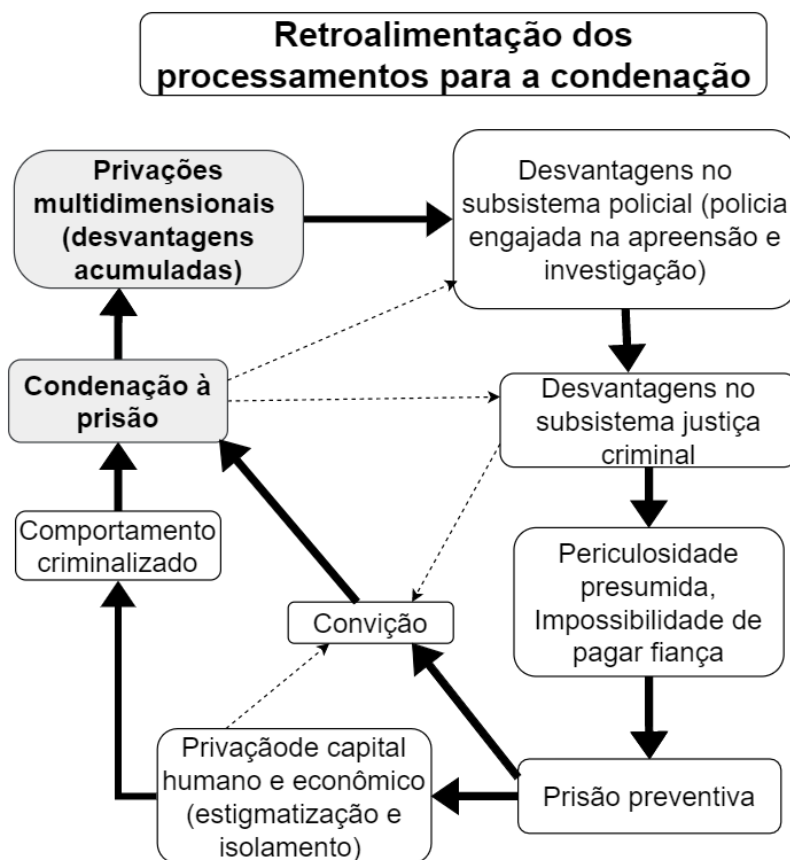 Retroalimentação dos
processamentos para a condenação
Privações
multidimensionais
(desvantagens
acumuladas)
Desvantagens no
subsistema policial (policia
engajada na apreensão e
investigação)
Condenação à
prisão
Desvantagens no
subsistema justiça
criminal
Comportamento
criminalizado
Periculosidade
presumida,
Impossibilidade de
pagar fiança
Convição
Privaçãode capital
humano e econômico
(estigmatização e
isolamento)
Prisão preventiva